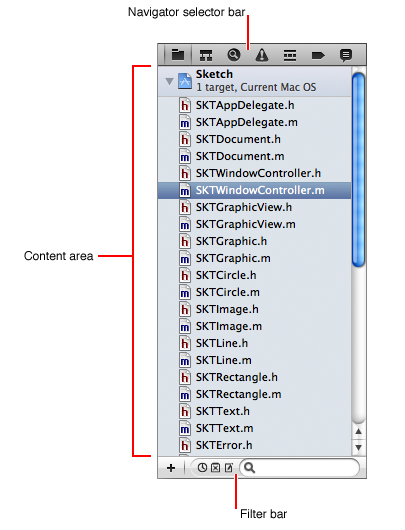 Navigator selector bar
Sketch
1 target, Current Mac OS
h SKTAppDelegate.h
m SKTAppDelegate.m
h SKTDocument.h
m SKTDocument.m
h SKTWindowController.h
m SKTWindowController.m
h SKTGraphicView.h
m SKTGraphicView.m
h SKTGraphic.h
m SKTGraphic.m
Content area
h SKTCircle.h
m SKTCircle.m
h SKTImage.h
m SKTImage.m
h SKTLine.h
m SKTLine.m
h SKTRectangle.h
m SKTRectangle.m
h SKTText.h
m SKTText.m
h SKTError.h
Filter bar